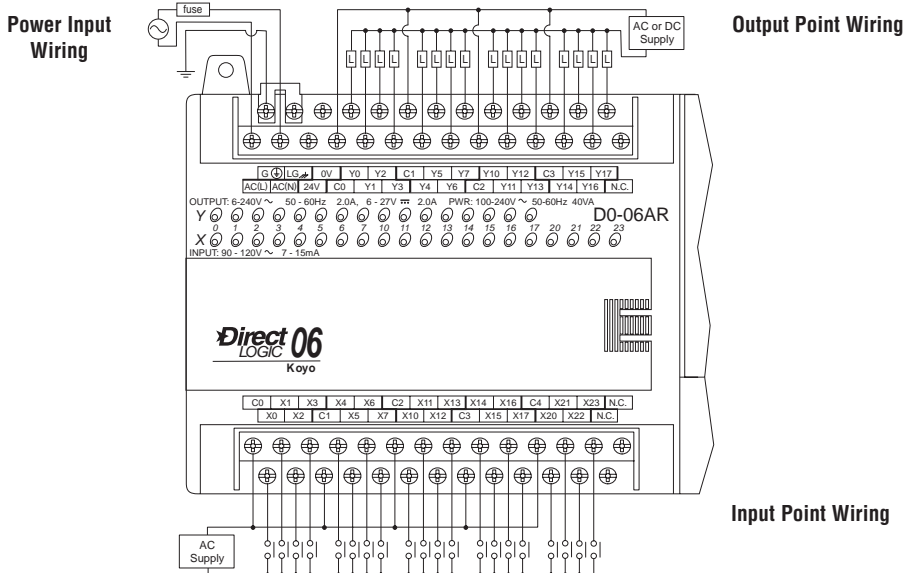 Power Input
Wiring
fuse
AC or DC
Supply
Output Point Wiring
L L L L L L L L L L L L
G LG 0V Y0 Y2 C1 Y5 Y7 Y10 Y12 C3 Y15 Y17
AC(L) AC(N) 24V C0 Y1 Y3 Y4 Y6 C2 Y11 Y13 Y14 Y16 N.C.
OUTPUT: 6-240V ~ 50 - 60Hz 2.0A, 6 - 27V ⎓ 2.0A PWR: 100-240V ~ 50-60Hz 40VA
D0-06AR
Y
0 1 2 3 4 5 6 7 10 11 12 13 14 15 16 17 20 21 22 23
X
INPUT: 90 - 120V ~ 7 - 15mA
Direct
LOGIC 06
Koyo
C0 X1 X3 X4 X6 C2 X11 X13 X14 X16 C4 X21 X23 N.C.
X0 X2 C1 X5 X7 X10 X12 C3 X15 X17 X20 X22 N.C.
Input Point Wiring
AC
Supply